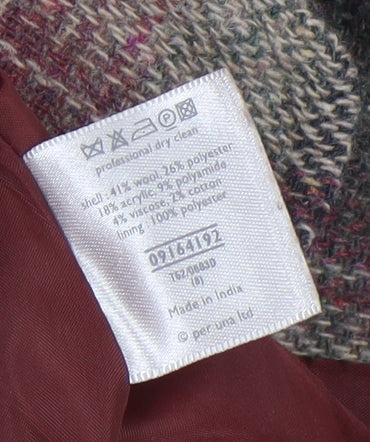 P
professional dry clean
shell - 41% wool, 26% polyester
18% acrylic, 9% polyamide
4% viscose, 2% cotton
lining 100% polyester
09164192
T62/0883D
(8)
Made in India
© per una ltd